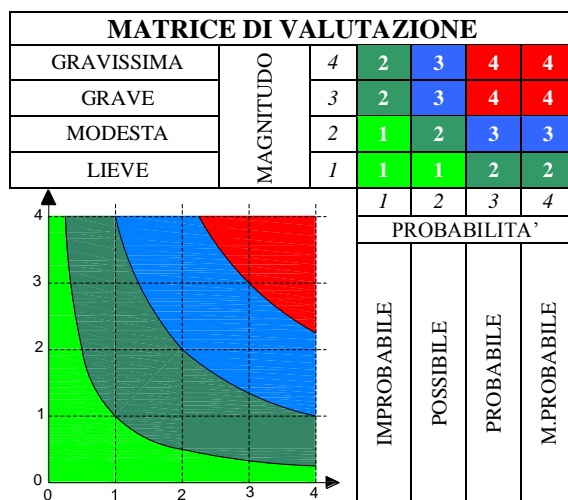 MATRICE DI VALUTAZIONE
GRAVISSIMA 4 2 3 4 4
GRAVE 3 2 3 4 4
MODESTA 2 1 2 3 3
LIEVE 1 1 1 2 2
MAGNITUDO
1 2 3 4
PROBABILITA’
IMPROBABILE
POSSIBILE
PROBABILE
M.PROBABILE
4
3
2
1
0
0 1 2 3 4